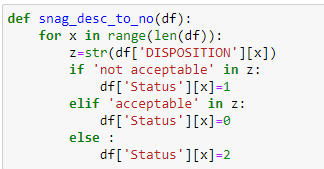 def snag_desc_to_no(df):
    for x in range(len(df)):
        z=str(df['DISPOSITION'][x])
        if 'not acceptable' in z:
            df['Status'][x]=1
        elif 'acceptable' in z:
            df['Status'][x]=0
        else :
            df['Status'][x]=2